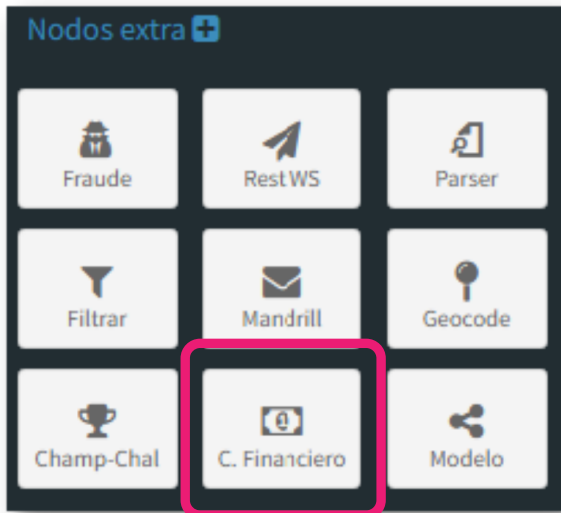 Nodos extra
Fraude
Rest WS
Parser
Filtrar
Mandrill
Geocode
Champ-Chal
C. Financiero
Modelo